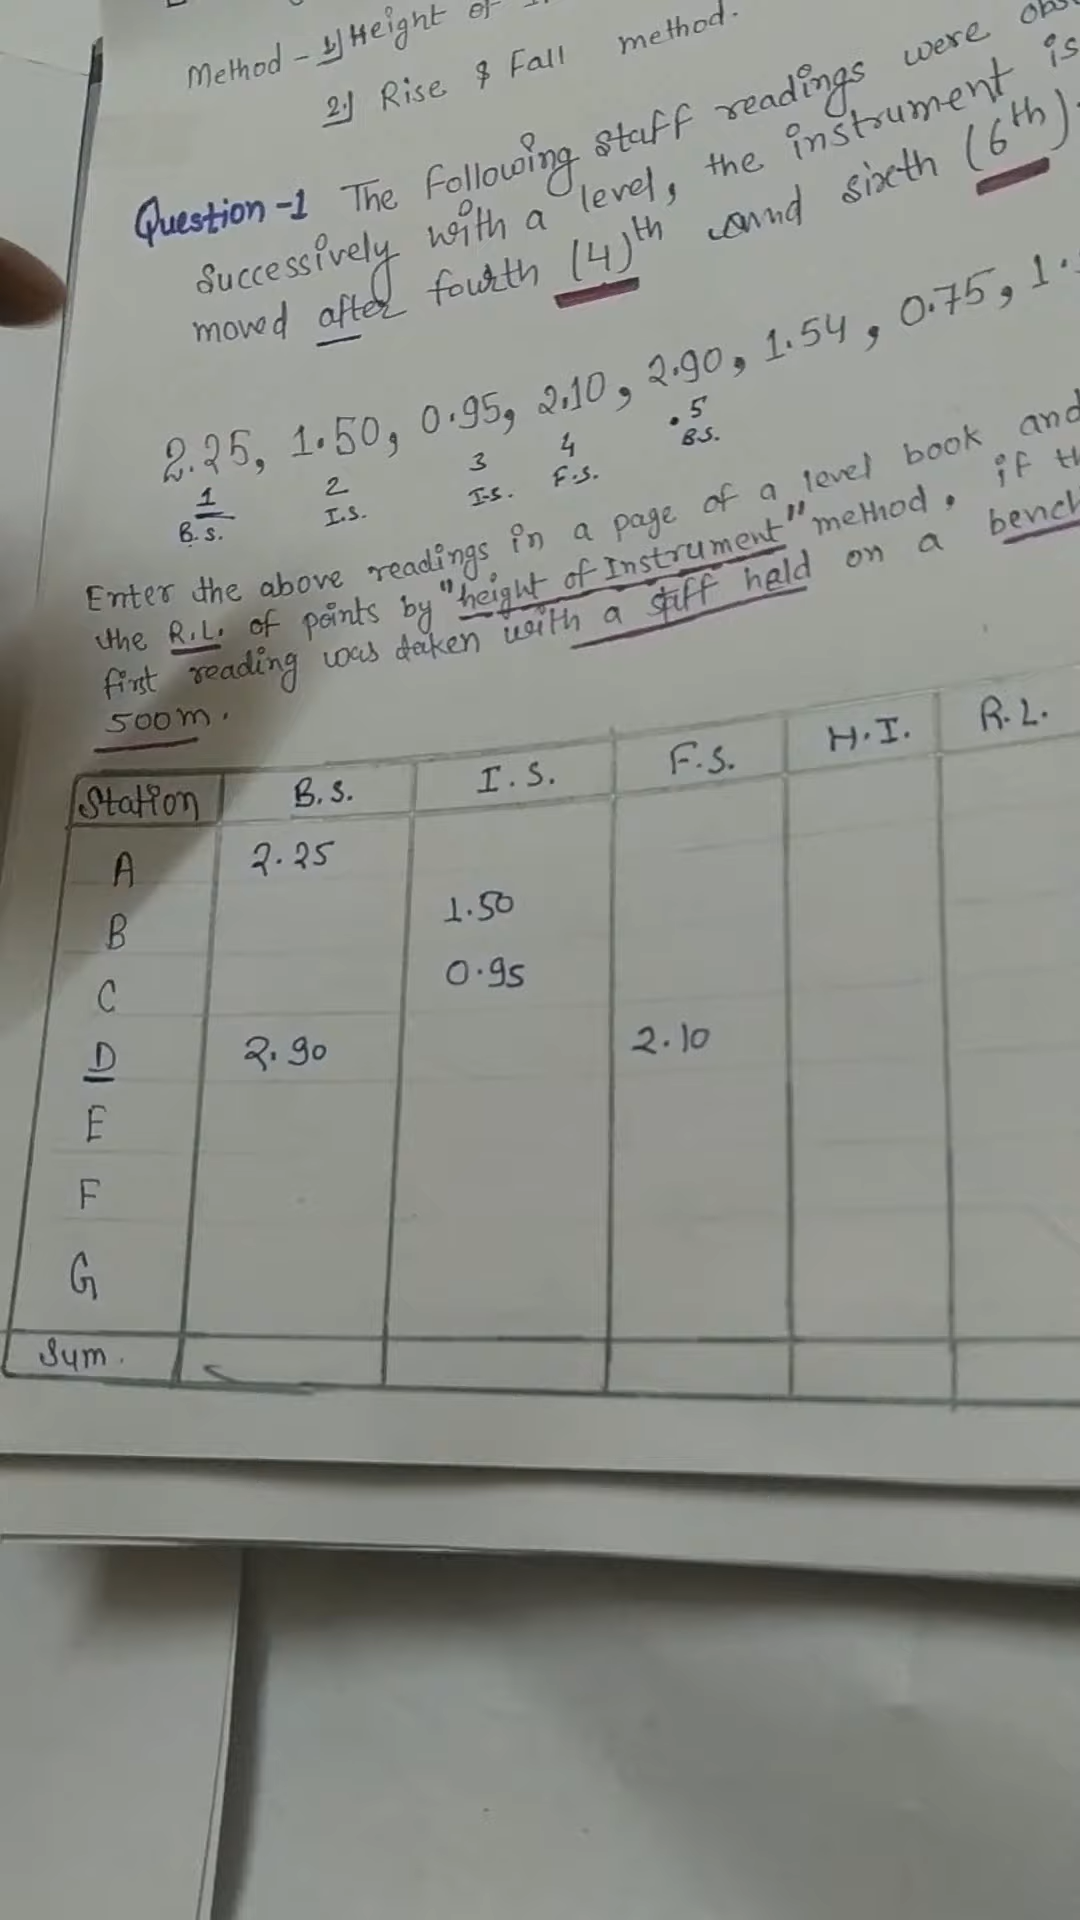 Method - 1) Height of
2) Rise & Fall method.
Question -1 The following staff readings were
successively with a level, the instrument is
moved after fourth (4)th and sixth (6th)
2.25, 1.50, 0.95, 2.10, 2.90, 1.54, 0.75, 1.
1 2 3 4 .5
B.S. I.S. I.S. F.S. B.S.
Enter the above readings in a page of a level book and
the R.L. of points by "height of Instrument" method. if
first reading was taken with a staff held on a
500m.
Station B.S. I.S. F.S. H.I. R.L.
A 2.25
B 1.50
C 0.95
D 2.90 2.10
E
F
G
Sum.